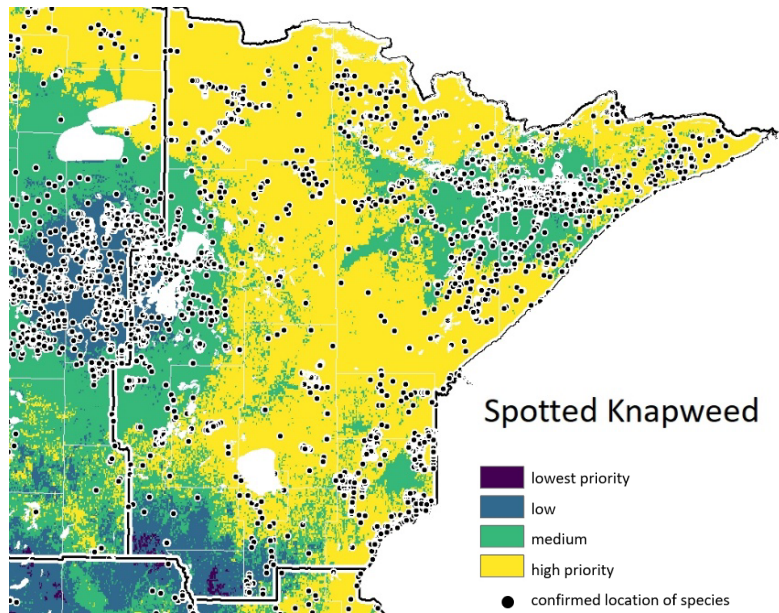 Spotted Knapweed
lowest priority
low
medium
high priority
confirmed location of species